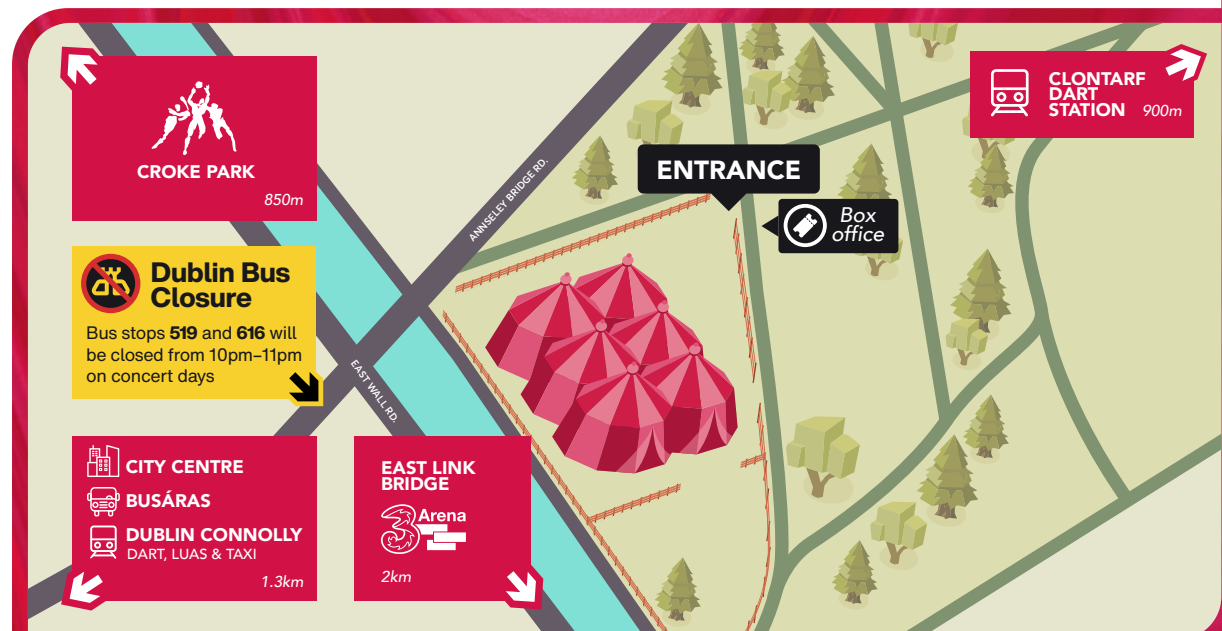 CROKE PARK
850m
Dublin Bus
Closure
Bus stops 519 and 616 will
be closed from 10pm–11pm
on concert days
CITY CENTRE
BUSÁRAS
DUBLIN CONNOLLY
DART, LUAS & TAXI
1.3km
EAST LINK
BRIDGE
3Arena
2km
ANNSELEY BRIDGE RD.
EAST WALL RD.
ENTRANCE
Box
office
CLONTARF
DART
STATION 900m